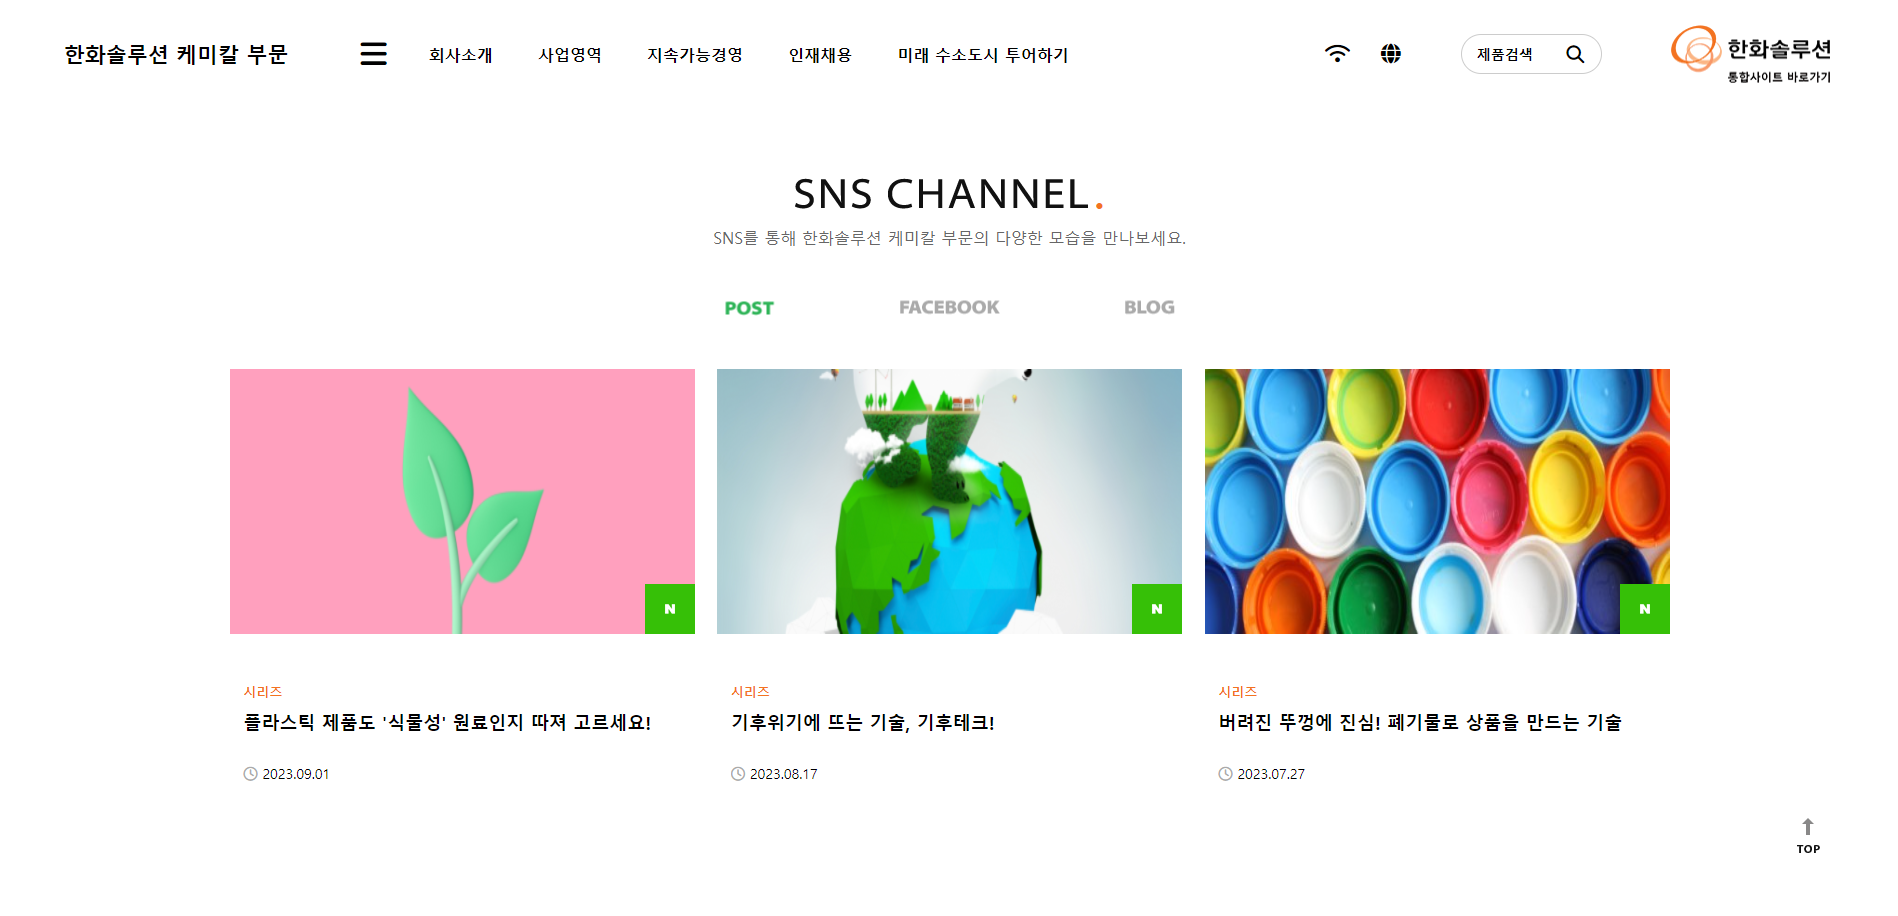 한화솔루션 케미칼 부문
회사소개
사업영역
지속가능경영
인재채용
미래 수소도시 투어하기
제품검색
한화솔루션
통합사이트 바로가기
SNS CHANNEL.
SNS를 통해 한화솔루션 케미칼 부문의 다양한 모습을 만나보세요.
POST
FACEBOOK
BLOG
N
N
N
시리즈
플라스틱 제품도 '식물성' 원료인지 따져 고르세요!
2023.09.01
시리즈
기후위기에 뜨는 기술, 기후테크!
2023.08.17
시리즈
버려진 뚜껑에 진심! 폐기물로 상품을 만드는 기술
2023.07.27
TOP